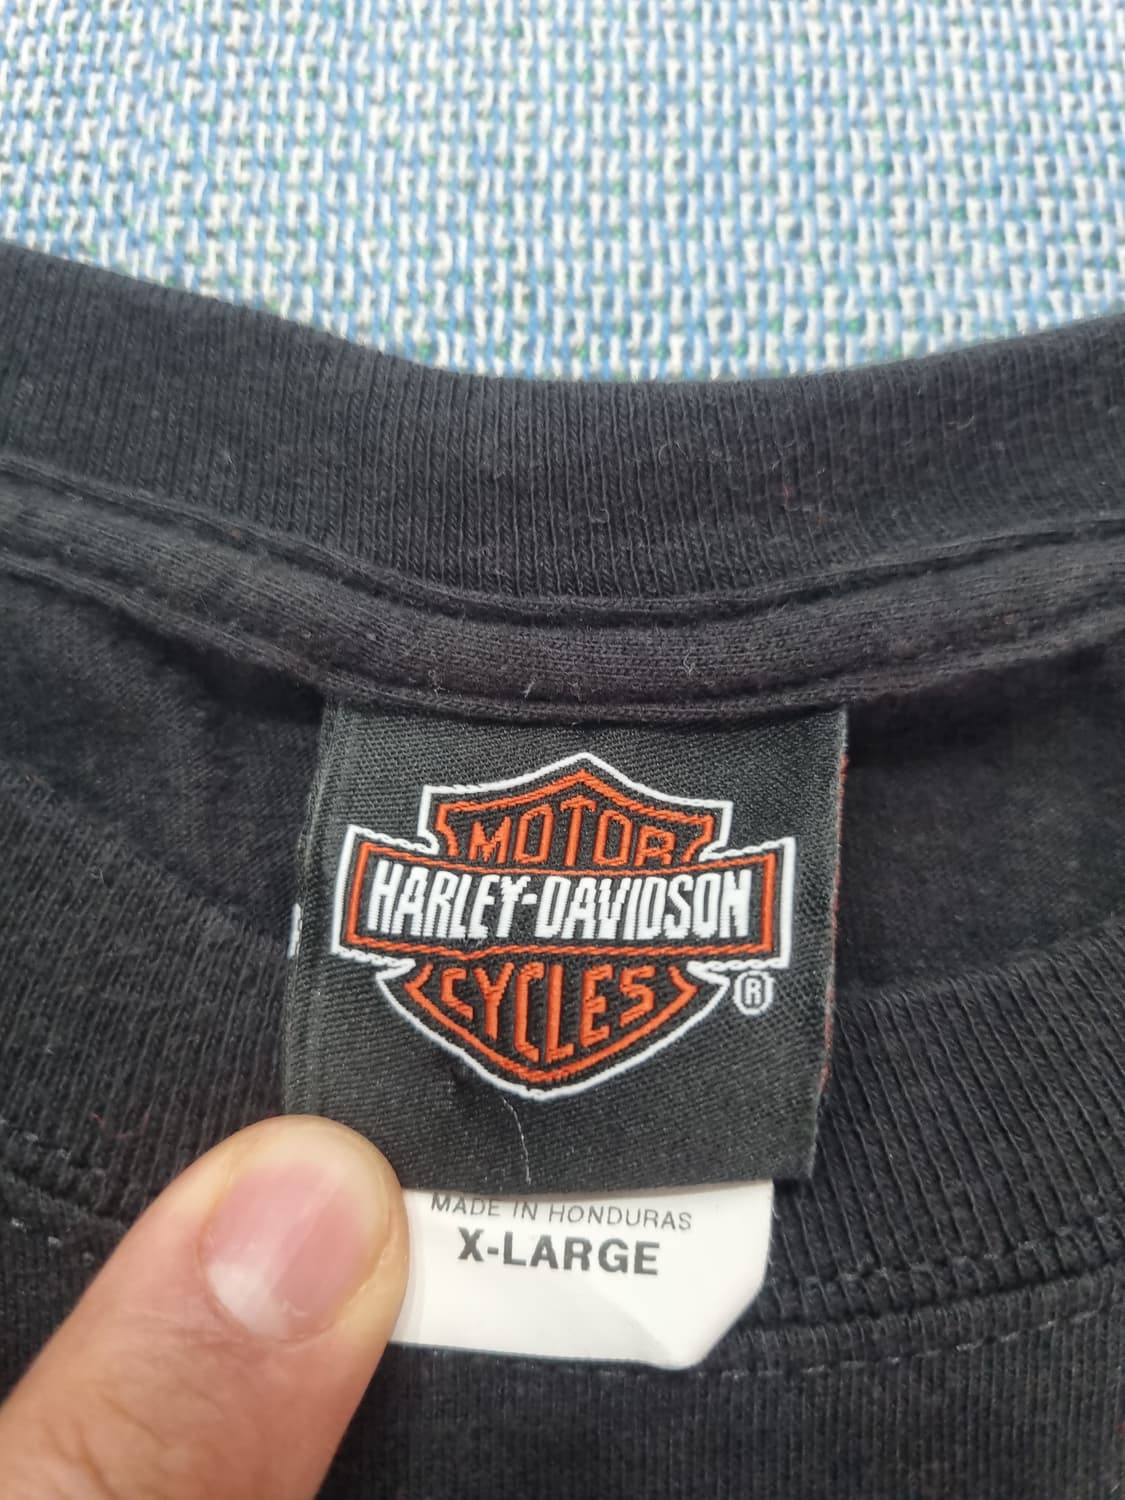 MOTOR
HARLEY-DAVIDSON
CYCLES
®
MADE IN HONDURAS
X-LARGE